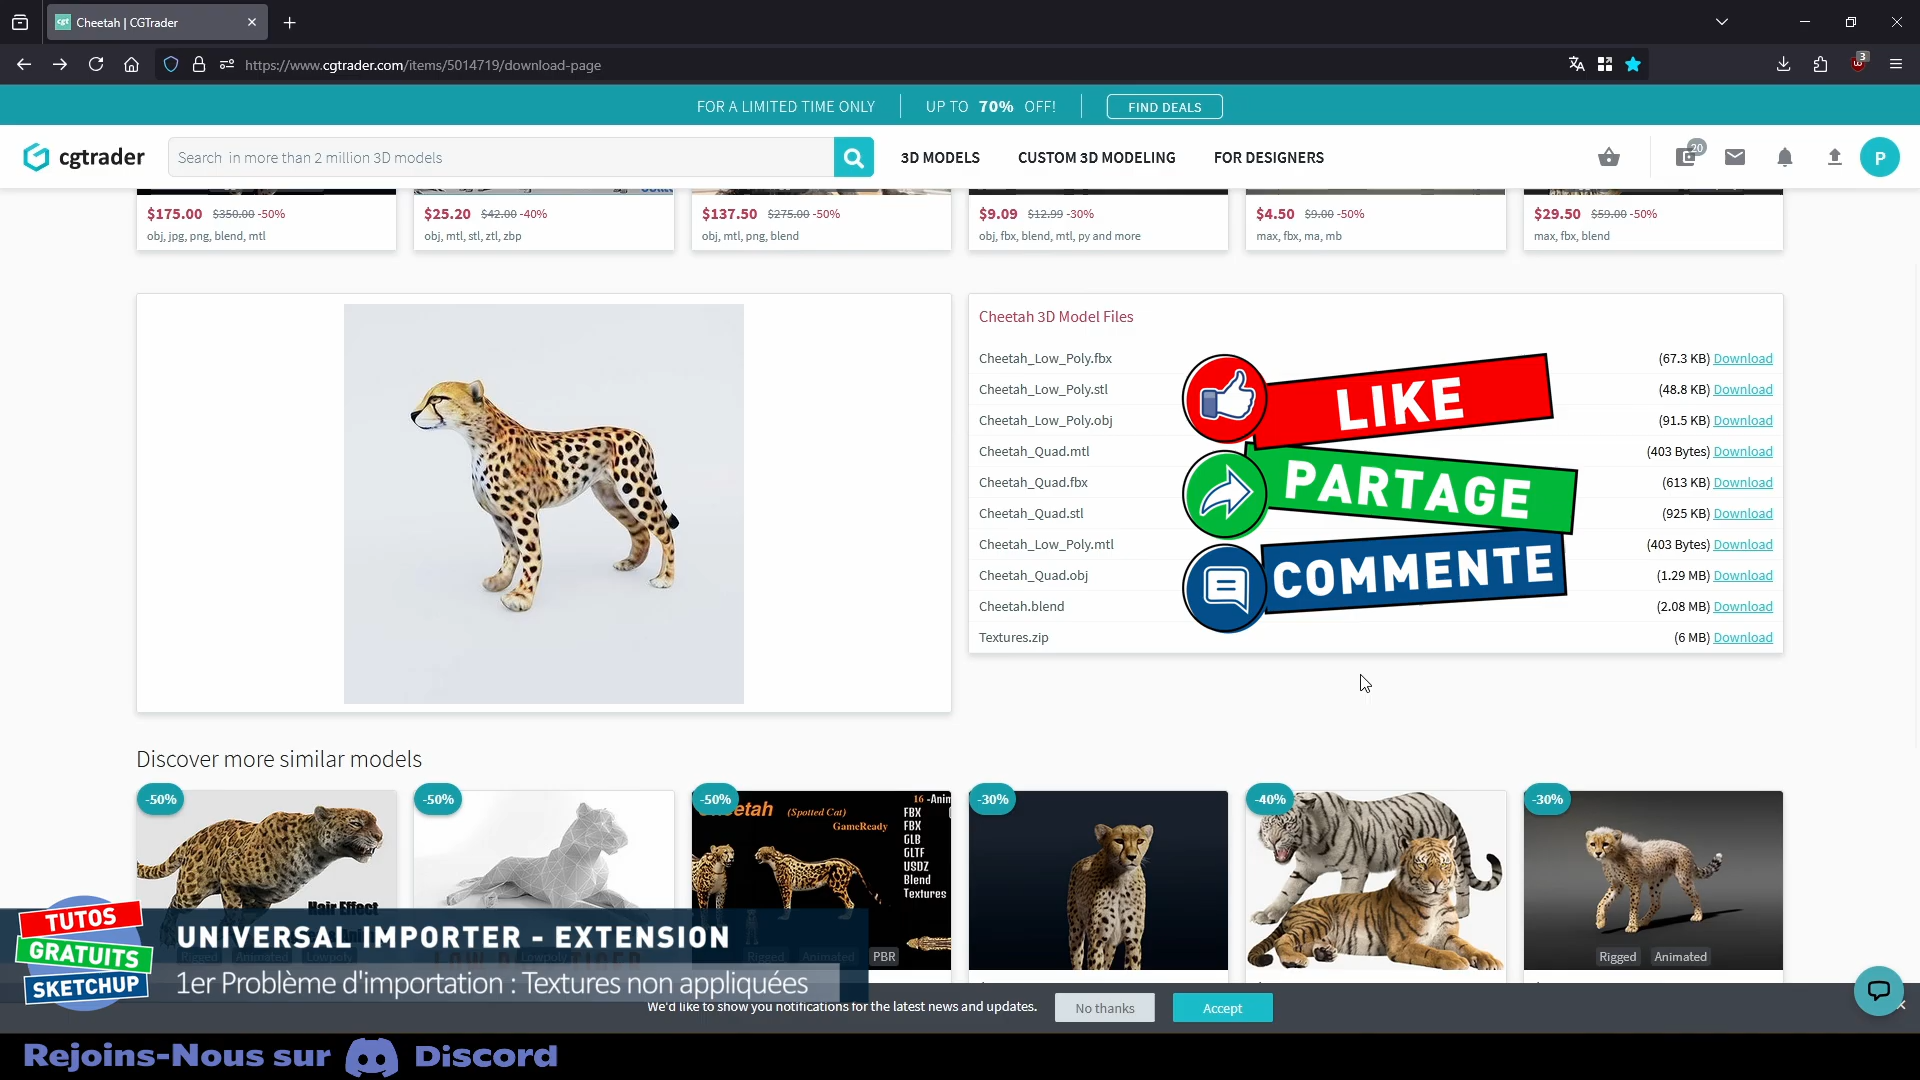 Cheetah | CGTrader
https://www.cgtrader.com/items/5014719/download-page
3
FOR A LIMITED TIME ONLY
UP TO 70% OFF!
FIND DEALS
cgtrader
Search in more than 2 million 3D models
3D MODELS
CUSTOM 3D MODELING
FOR DESIGNERS
20
P
$175.00 $350.00 -50%
obj, jpg, png, blend, mtl
$25.20 $42.00 -40%
obj, mtl, stl, ztl, zbp
$137.50 $275.00 -50%
obj, mtl, png, blend
$9.09 $12.99 -30%
obj, fbx, blend, mtl, py and more
$4.50 $9.00 -50%
max, fbx, ma, mb
$29.50 $59.00 -50%
max, fbx, blend
Cheetah 3D Model Files
Cheetah_Low_Poly.fbx (67.3 KB) Download
Cheetah_Low_Poly.stl (48.8 KB) Download
Cheetah_Low_Poly.obj (91.5 KB) Download
Cheetah_Quad.mtl (403 Bytes) Download
Cheetah_Quad.fbx (613 KB) Download
Cheetah_Quad.stl (925 KB) Download
Cheetah_Low_Poly.mtl (403 Bytes) Download
Cheetah_Quad.obj (1.29 MB) Download
Cheetah.blend (2.08 MB) Download
Textures.zip (6 MB) Download
LIKE
PARTAGE
COMMENTE
Discover more similar models
-50%
Hair Effect
Rigged Animated Lowpoly
-50%
Lowpoly
-50%
(Spotted Cat)
GameReady
16
FBX
FBX
GLB
GLTF
USDZ
Blend
Textures
Rigged Animated PBR
-30%
-40%
-30%
Rigged Animated
TUTOS
GRATUITS
SKETCHUP
UNIVERSAL IMPORTER - EXTENSION
1er Problème d'importation : Textures non appliquées
We'd like to show you notifications for the latest news and updates.
No thanks
Accept
Rejoins-Nous sur Discord